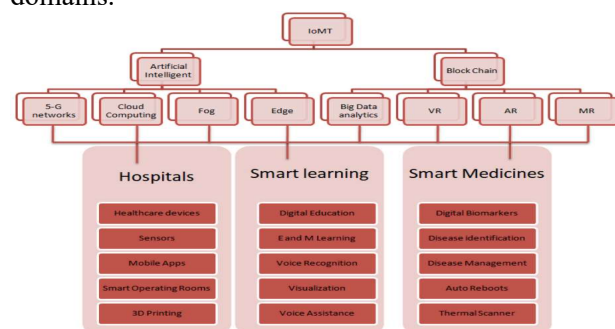 domains.
IoMT
Artificial
Intelligent
Block Chain
5-G
networks
Cloud
Computing
Fog
Edge
Big Data
analytics
VR
AR
MR
Hospitals
Healthcare devices
Sensors
Mobile Apps
Smart Operating Rooms
3D Printing
Smart learning
Digital Education
E and M Learning
Voice Recognition
Visualization
Voice Assistance
Smart Medicines
Digital Biomarkers
Disease identification
Disease Management
Auto Reboots
Thermal Scanner